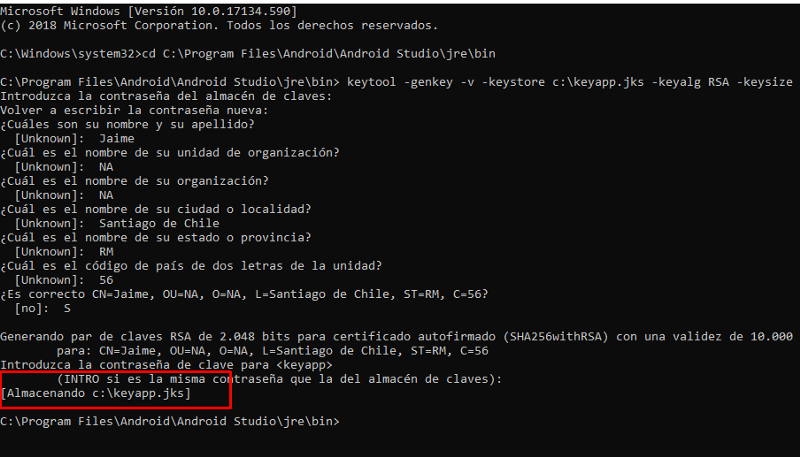 Microsoft Windows [Versión 10.0.17134.590]
(c) 2018 Microsoft Corporation. Todos los derechos reservados.
C:\Windows\system32>cd C:\Program Files\Android\Android Studio\jre\bin
C:\Program Files\Android\Android Studio\jre\bin> keytool -genkey -v -keystore c:\keyapp.jks -keyalg RSA -keysize
Introduzca la contraseña del almacén de claves:
Volver a escribir la contraseña nueva:
¿Cuáles son su nombre y su apellido?
[Unknown]:  Jaime
¿Cuál es el nombre de su unidad de organización?
[Unknown]:  NA
¿Cuál es el nombre de su organización?
[Unknown]:  NA
¿Cuál es el nombre de su ciudad o localidad?
[Unknown]:  Santiago de Chile
¿Cuál es el nombre de su estado o provincia?
[Unknown]:  RM
¿Cuál es el código de país de dos letras de la unidad?
[Unknown]:  56
¿Es correcto CN=Jaime, OU=NA, O=NA, L=Santiago de Chile, ST=RM, C=56?
[no]:  S
Generando par de claves RSA de 2.048 bits para certificado autofirmado (SHA256withRSA) con una validez de 10.000
para: CN=Jaime, OU=NA, O=NA, L=Santiago de Chile, ST=RM, C=56
Introduzca la contraseña de clave para <keyapp>
(INTRO si es la misma contraseña que la del almacén de claves):
[Almacenando c:\keyapp.jks]
C:\Program Files\Android\Android Studio\jre\bin>